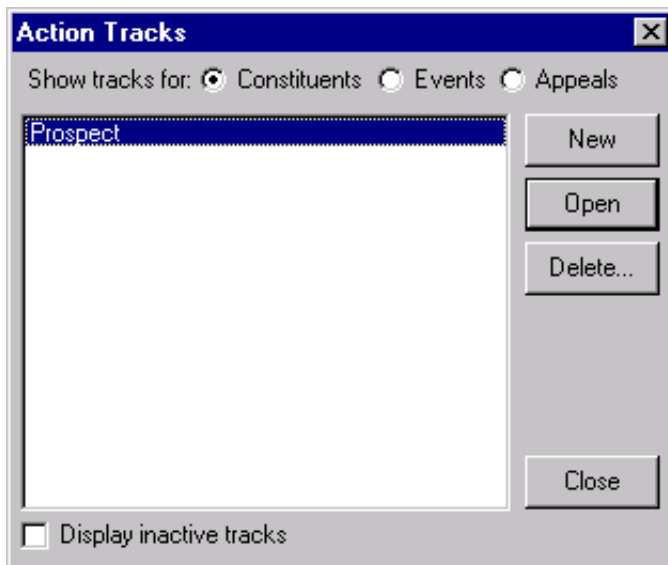 Action Tracks
Show tracks for: Constituents Events Appeals
Prospect
New
Open
Delete...
Close
Display inactive tracks